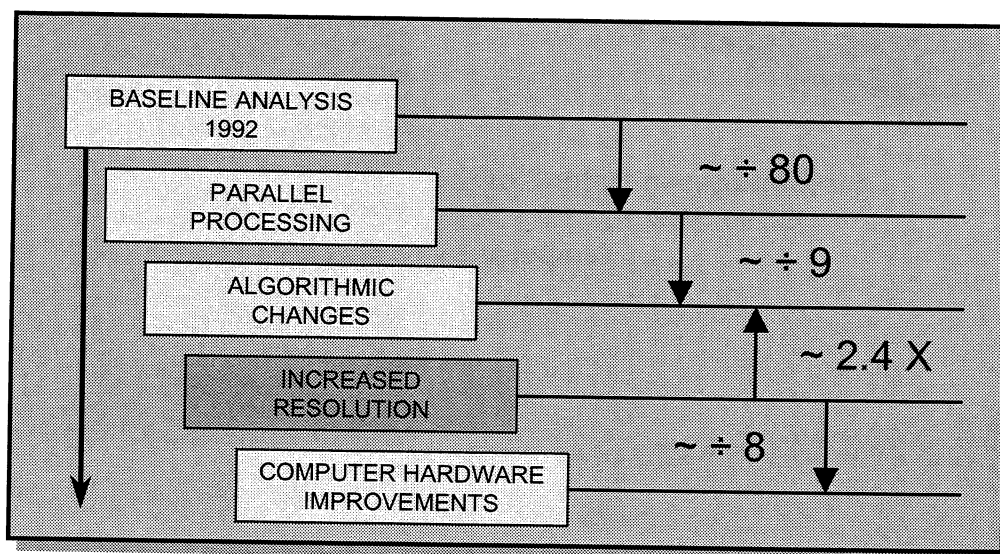 BASELINE ANALYSIS
1992
~ ÷ 80
PARALLEL
PROCESSING
~ ÷ 9
ALGORITHMIC
CHANGES
~ 2.4 X
INCREASED
RESOLUTION
~ ÷ 8
COMPUTER HARDWARE
IMPROVEMENTS